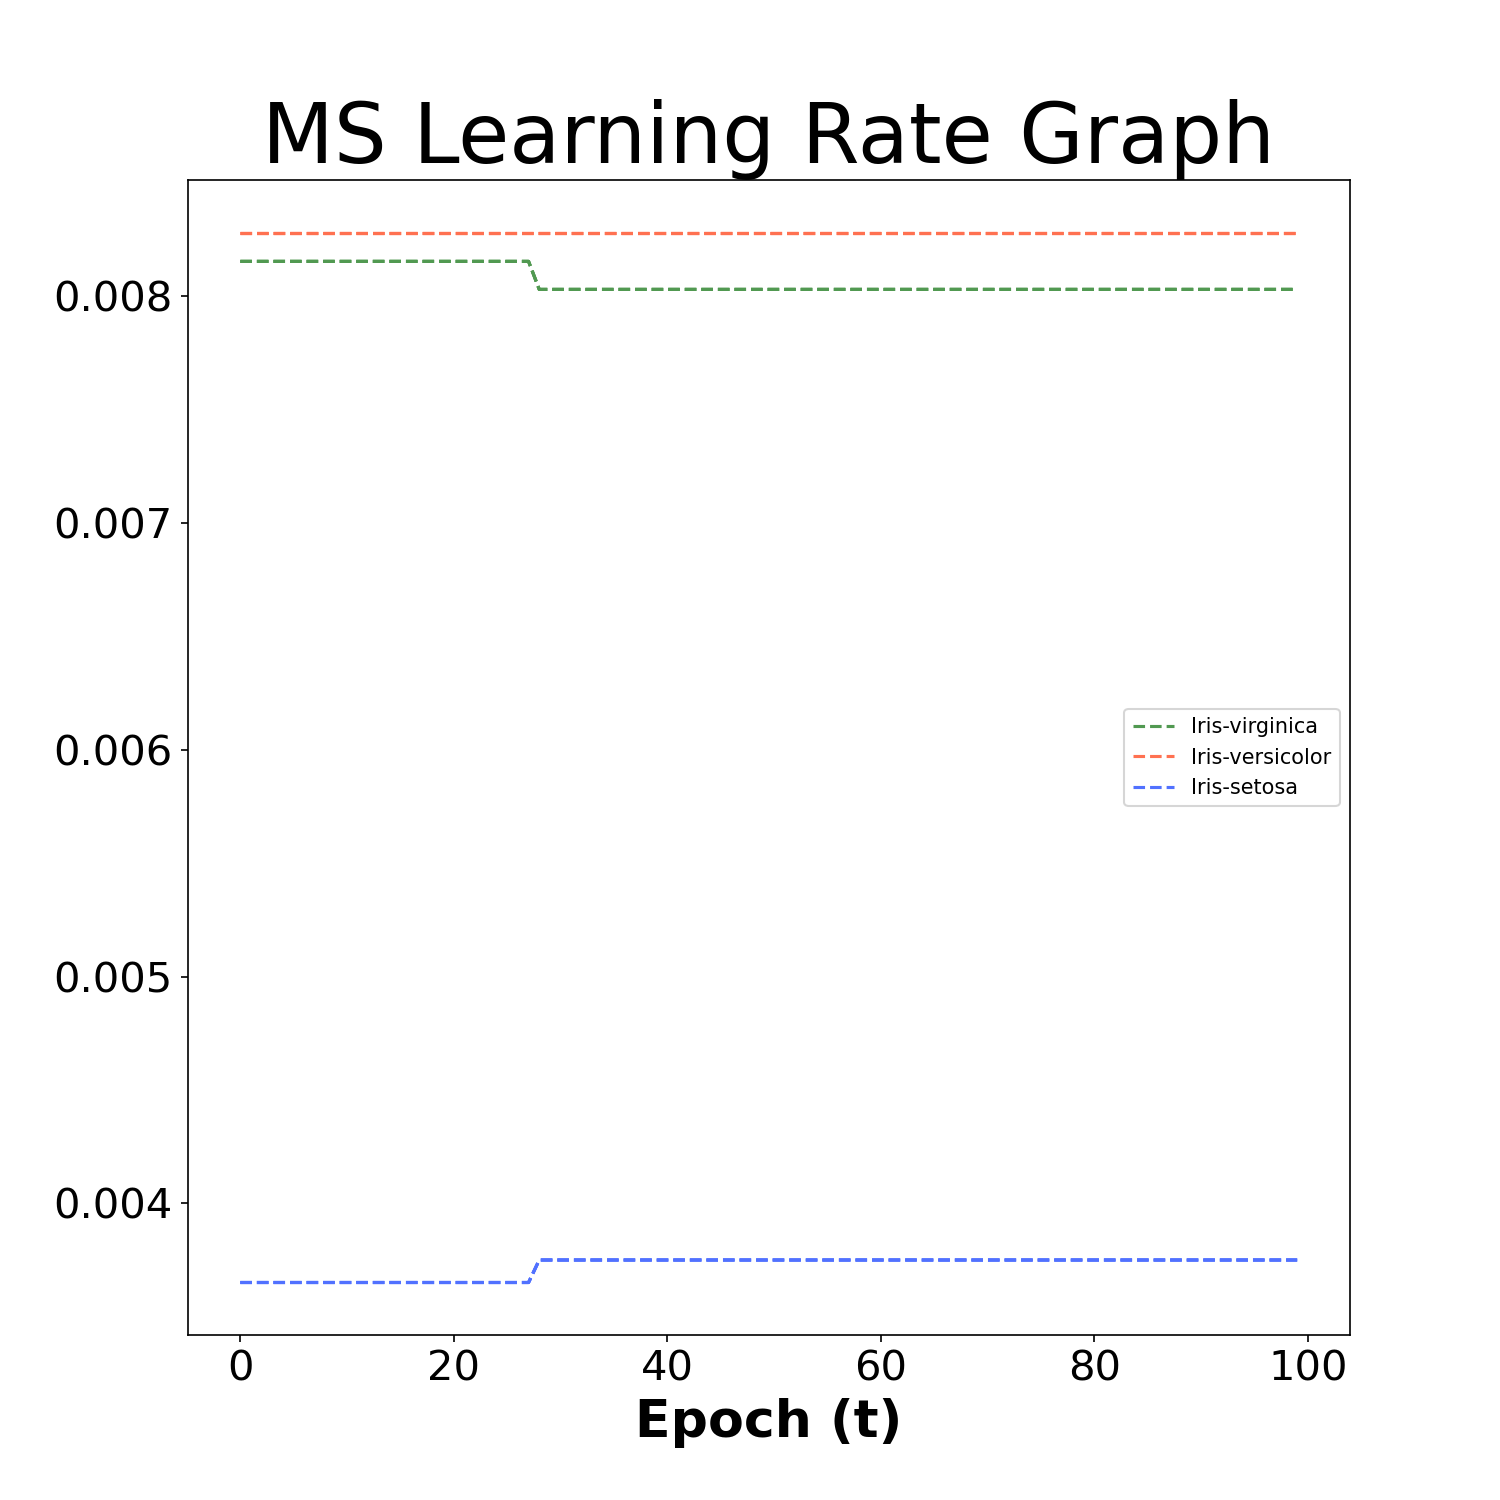 MS Learning Rate Graph
0.008
0.007
0.006
0.005
0.004
Iris-virginica
Iris-versicolor
Iris-setosa
0 20 40 60 80 100
Epoch (t)